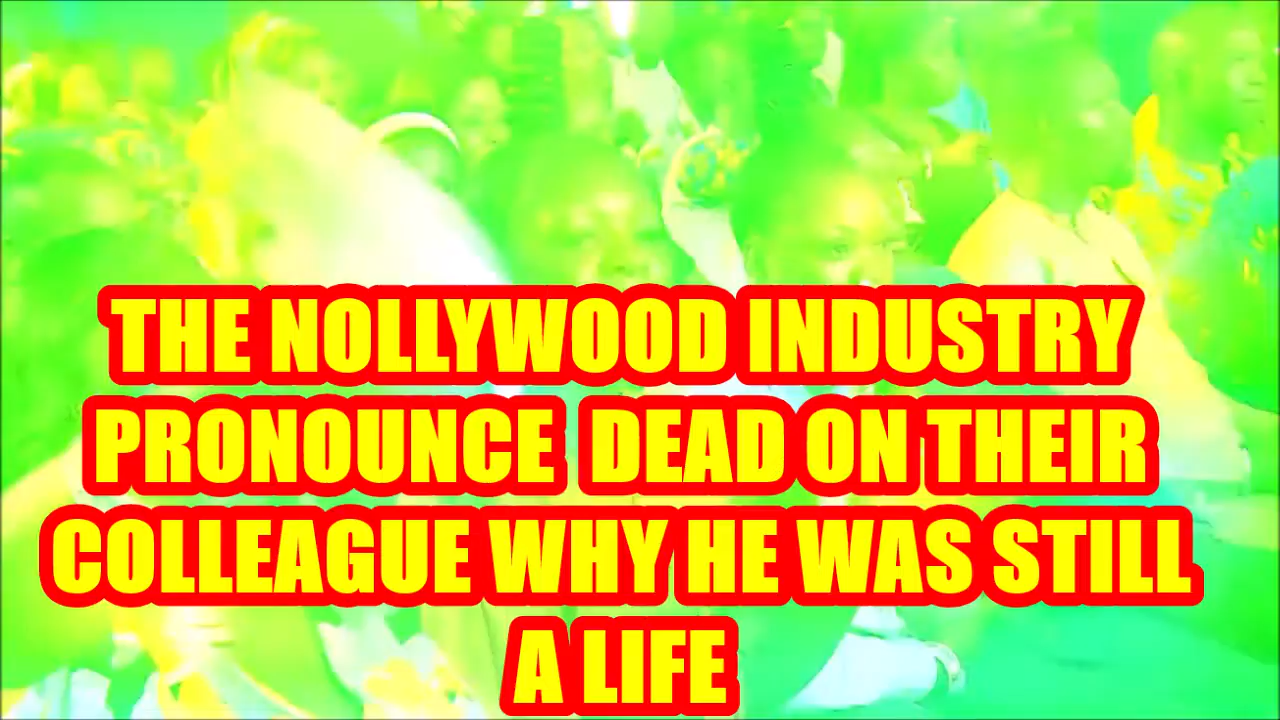 THE NOLLYWOOD INDUSTRY
PRONOUNCE DEAD ON THEIR
COLLEAGUE WHY HE WAS STILL
A LIFE